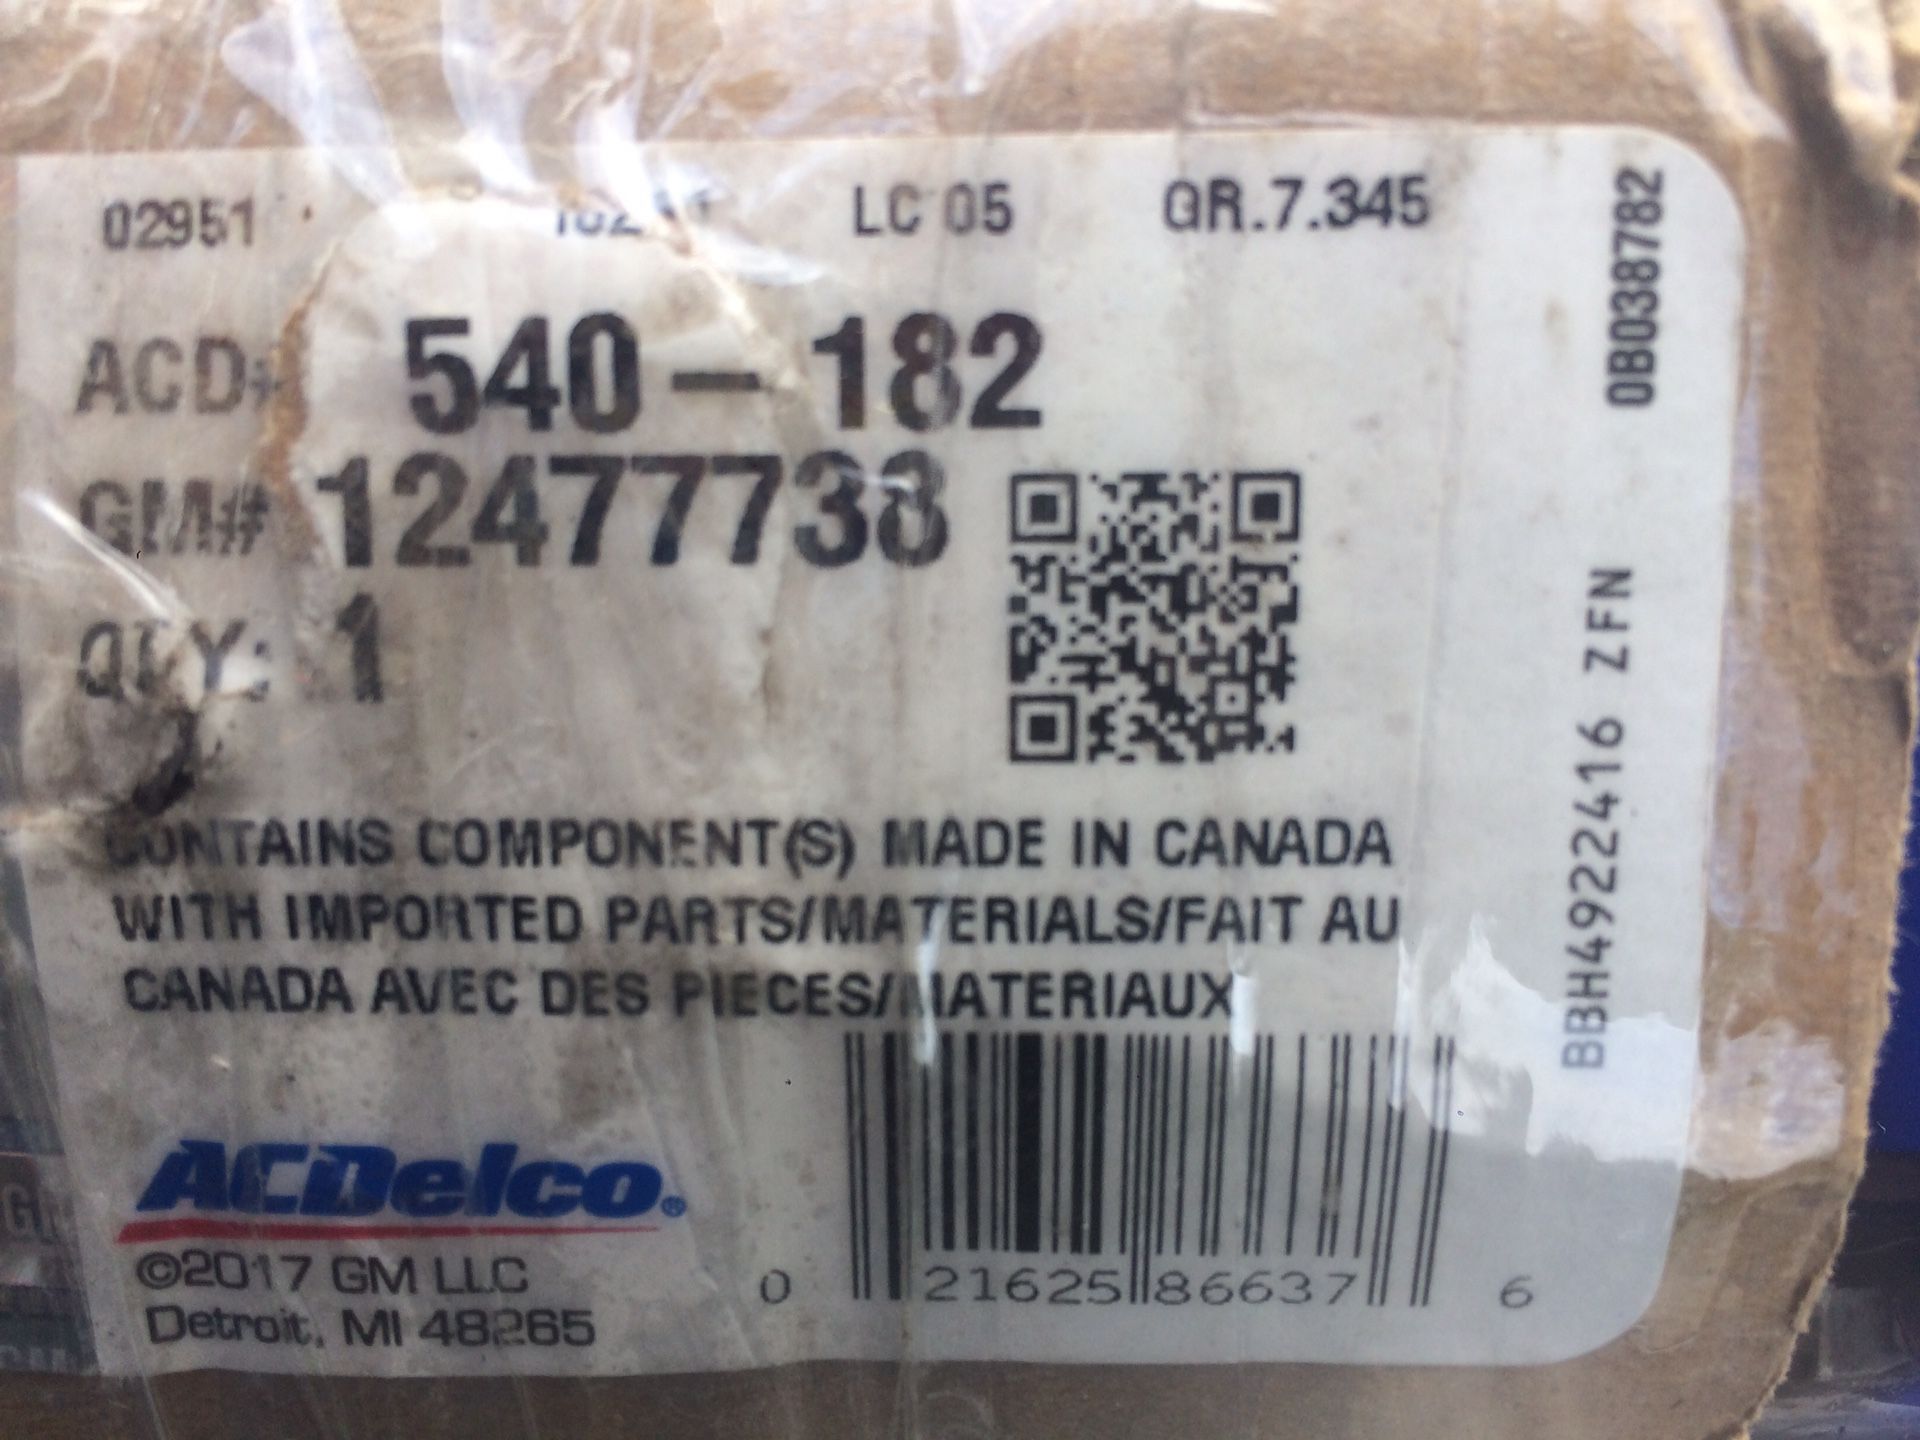 02951 LC 05 GR.7.345
ACD# 540-182
GM# 12477738
QTY: 1
CONTAINS COMPONENT(S) MADE IN CANADA
WITH IMPORTED PARTS/MATERIALS/FAIT AU
CANADA AVEC DES PIECES/MATERIAUX
ACDelco®
©2017 GM LLC
Detroit, MI 48265
0 21625 86637 6
BBH4922416 ZFN 0B038782